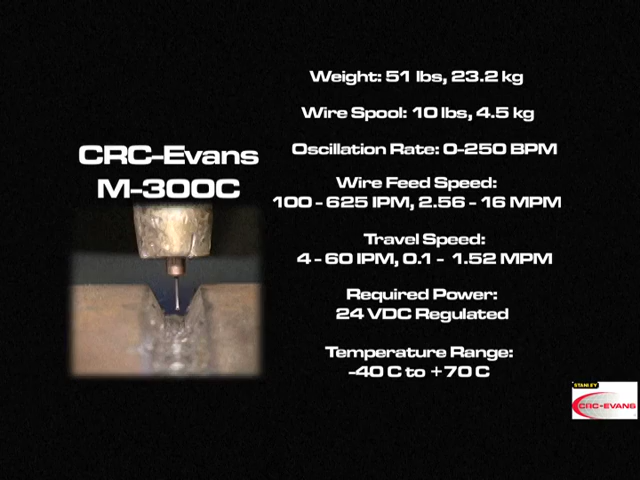 CRC-Evans
M-300C
Weight: 51 lbs, 23.2 kg
Wire Spool: 10 lbs, 4.5 kg
Oscillation Rate: 0-250 BPM
Wire Feed Speed:
100 - 625 IPM, 2.56 - 16 MPM
Travel Speed:
4 - 60 IPM, 0.1 - 1.52 MPM
Required Power:
24 VDC Regulated
Temperature Range:
-40 C to +70 C
STANLEY
CRC-EVANS